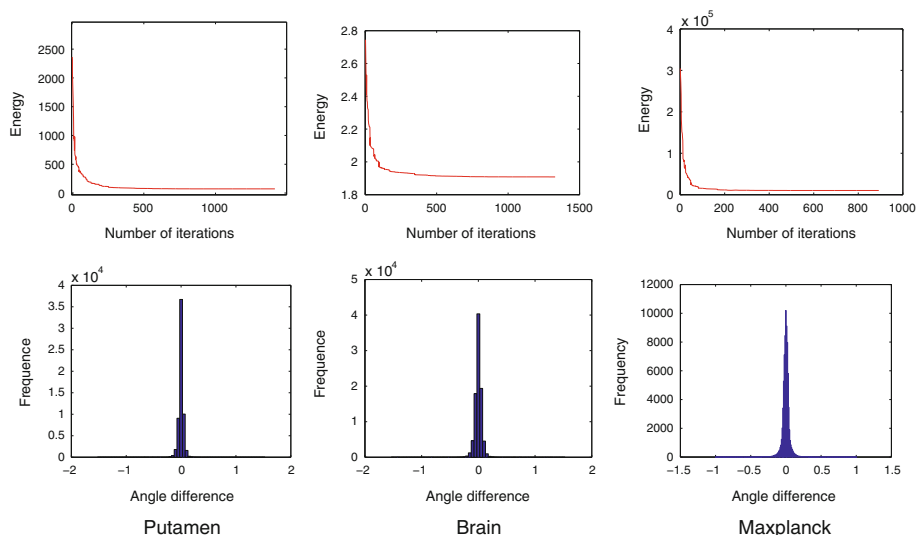 2500
2000
1500
1000
500
0
0 500 1000
Energy
Number of iterations
2.8
2.6
2.4
2.2
2
1.8
0 500 1000 1500
Energy
Number of iterations
x 10^5
4
3
2
1
0
0 200 400 600 800 1000
Energy
Number of iterations
x 10^4
4
3.5
3
2.5
2
1.5
1
0.5
0
−2 −1 0 1 2
Frequence
Angle difference
Putamen
x 10^4
5
4
3
2
1
0
−2 −1 0 1 2
Frequence
Angle difference
Brain
12000
10000
8000
6000
4000
2000
0
−1.5 −1 −0.5 0 0.5 1 1.5
Frequency
Angle difference
Maxplanck